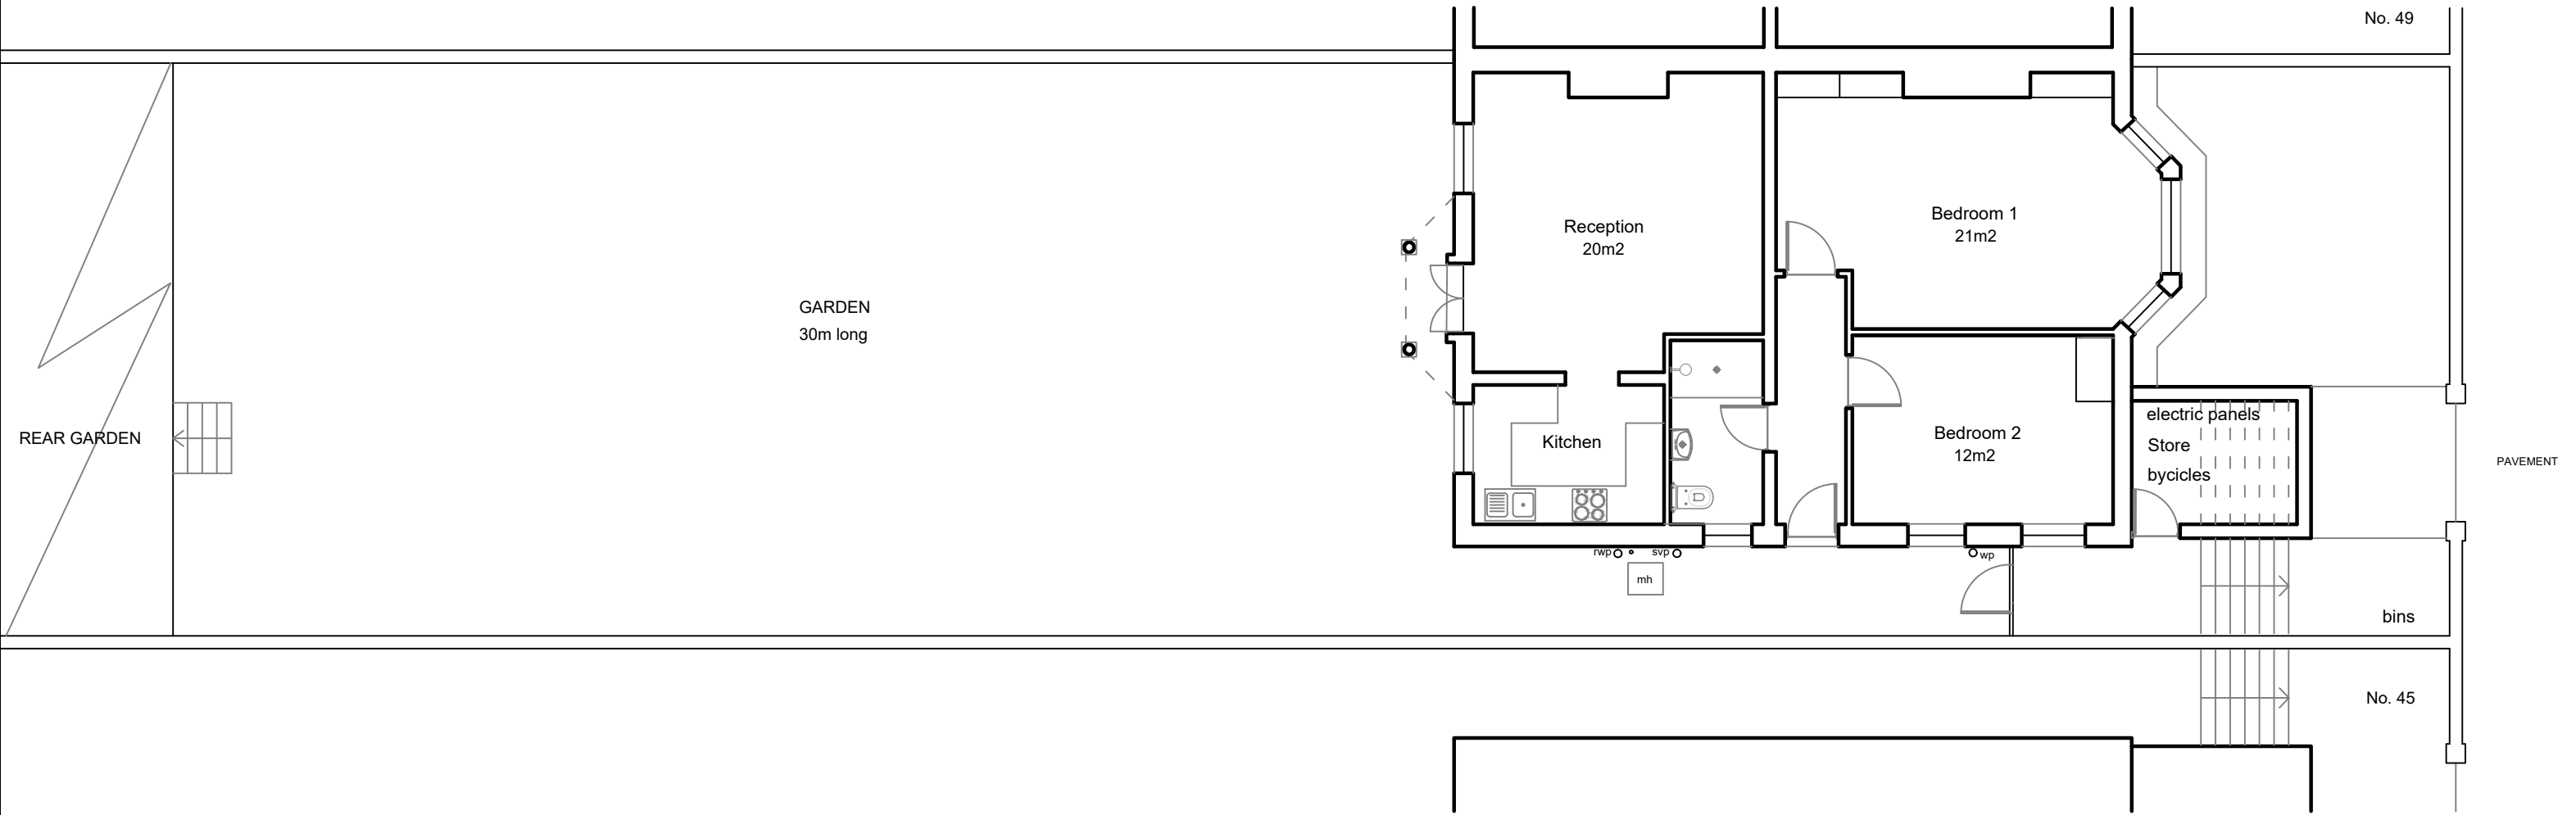 No. 49
Reception
20m2
Bedroom 1
21m2
GARDEN
30m long
REAR GARDEN
Kitchen
Bedroom 2
12m2
electric panels
Store
bycicles
PAVEMENT
rwp
svp
wp
mh
bins
No. 45